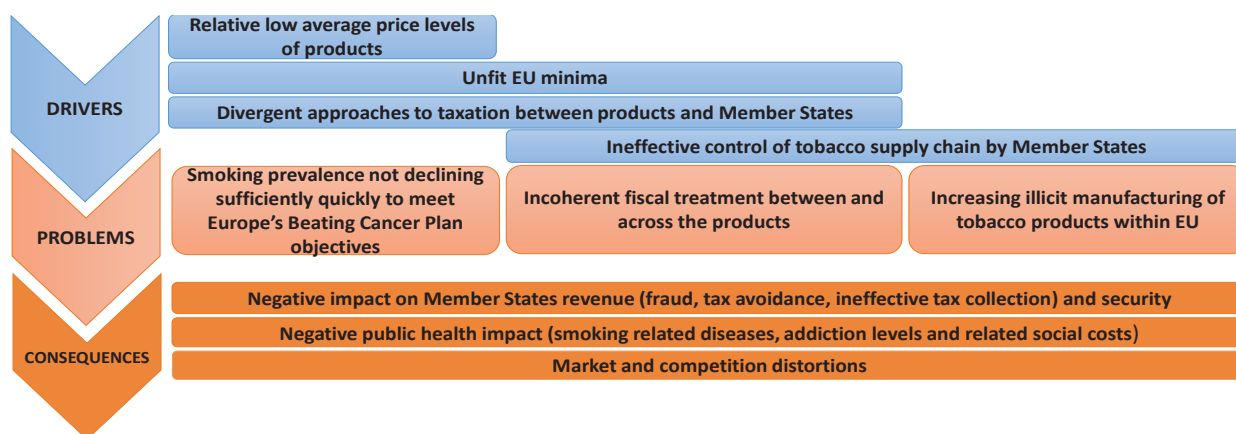 Relative low average price levels
of products
Unfit EU minima
DRIVERS
Divergent approaches to taxation between products and Member States
Ineffective control of tobacco supply chain by Member States
Smoking prevalence not declining
sufficiently quickly to meet
Europe's Beating Cancer Plan
objectives
Incoherent fiscal treatment between and
across the products
Increasing illicit manufacturing of
tobacco products within EU
PROBLEMS
Negative impact on Member States revenue (fraud, tax avoidance, ineffective tax collection) and security
Negative public health impact (smoking related diseases, addiction levels and related social costs)
CONSEQUENCES
Market and competition distortions